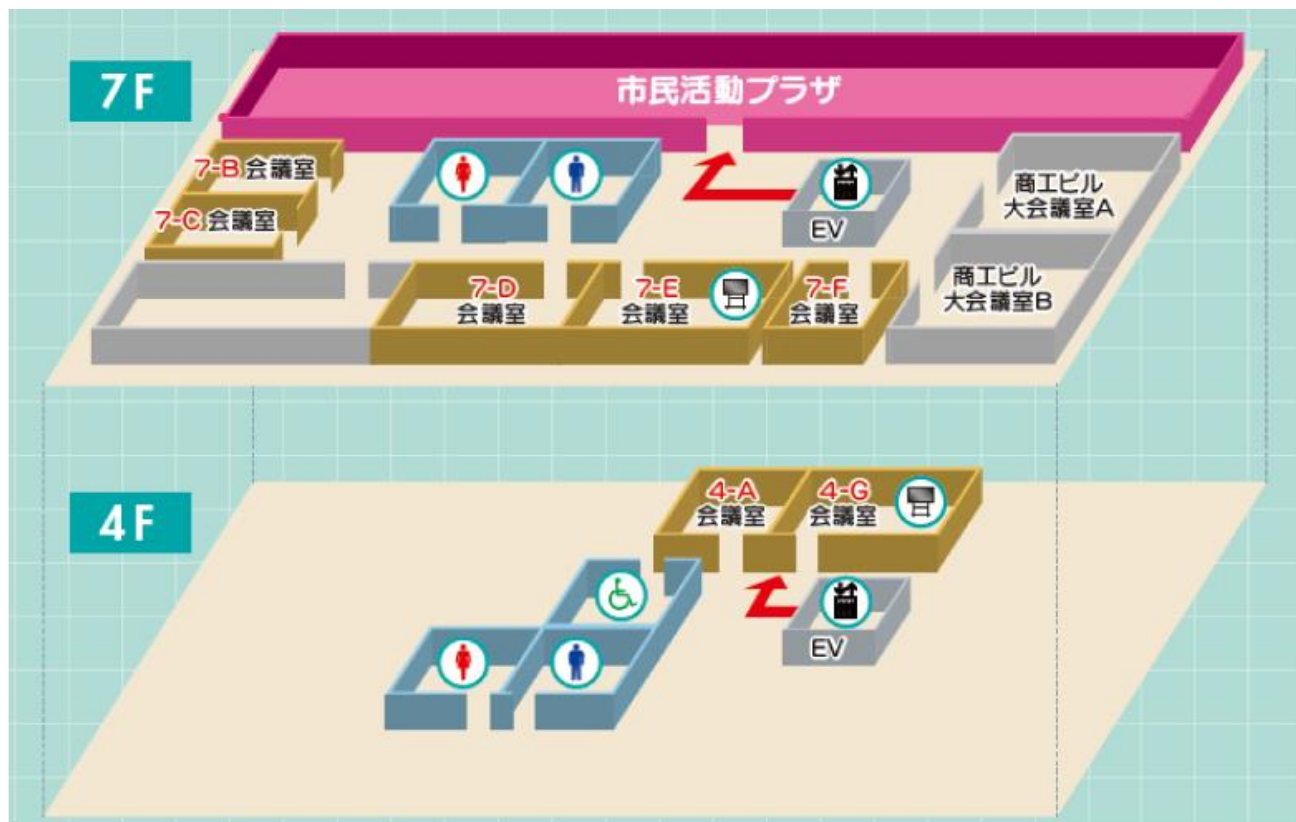 7F
市民活動プラザ
7-B 会議室
7-C 会議室
EV
商工ビル
大会議室A
7-D
会議室
7-E
会議室
7-F
会議室
商工ビル
大会議室B
4F
4-A
会議室
4-G
会議室
EV